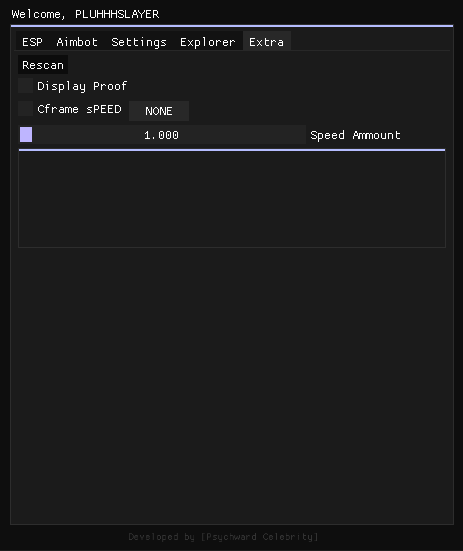 Welcome, PLUHHHSLAYER
ESP Aimbot Settings Explorer Extra
Rescan
Display Proof
Cframe sPEED NONE
1.000 Speed Ammount
Developed by [Psychward Celebrity]